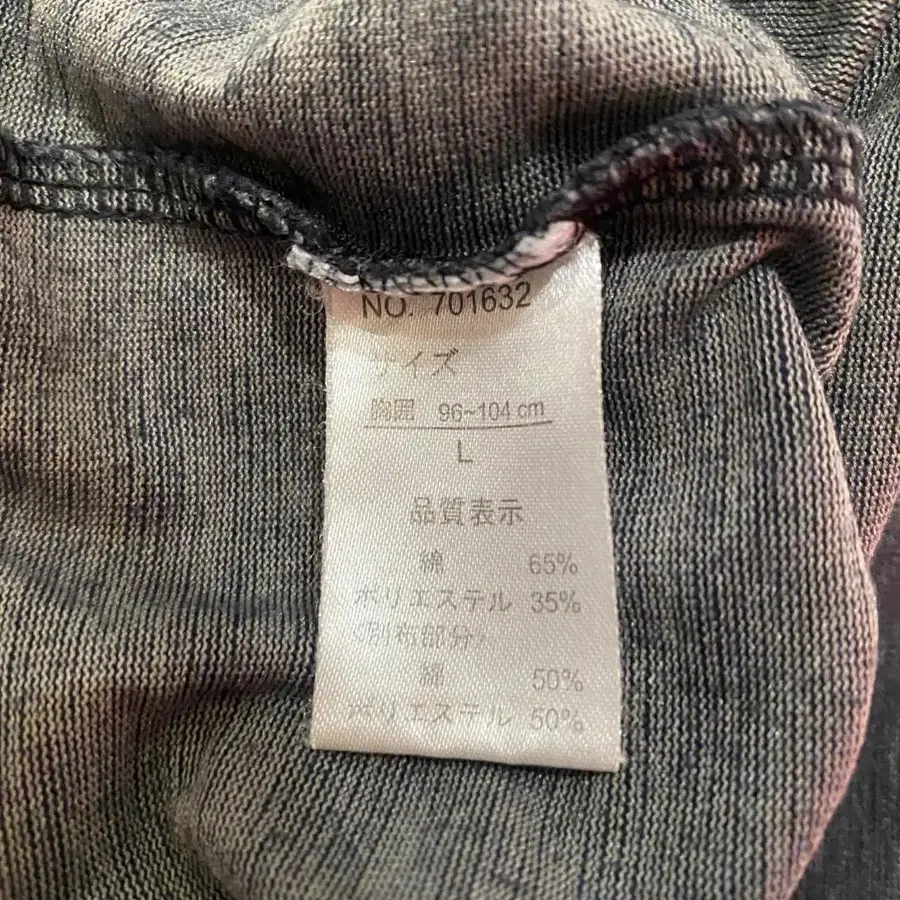 NO. 701632
サイズ
胸囲 96~104 cm
L
品質表示
綿 65%
ポリエステル 35%
〈別布部分〉
綿 50%
ポリエステル 50%